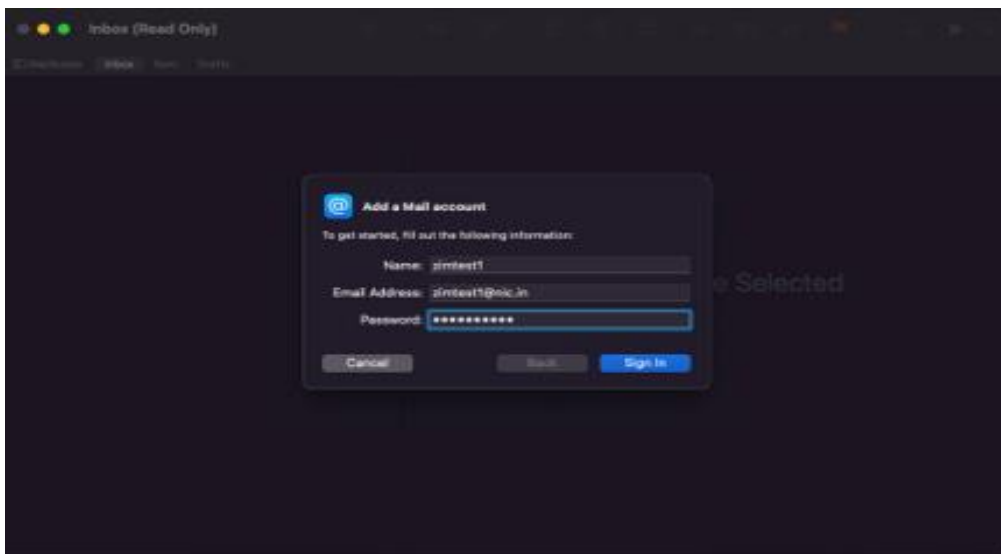 Inbox (Read Only)
Inbox
Drafts
Add a Mail account
To get started, fill out the following information:
Name: zimtest1
Email Address: zimtest1@nic.in
Password: ●●●●●●●●●●
e Selected
Cancel
Back
Sign In